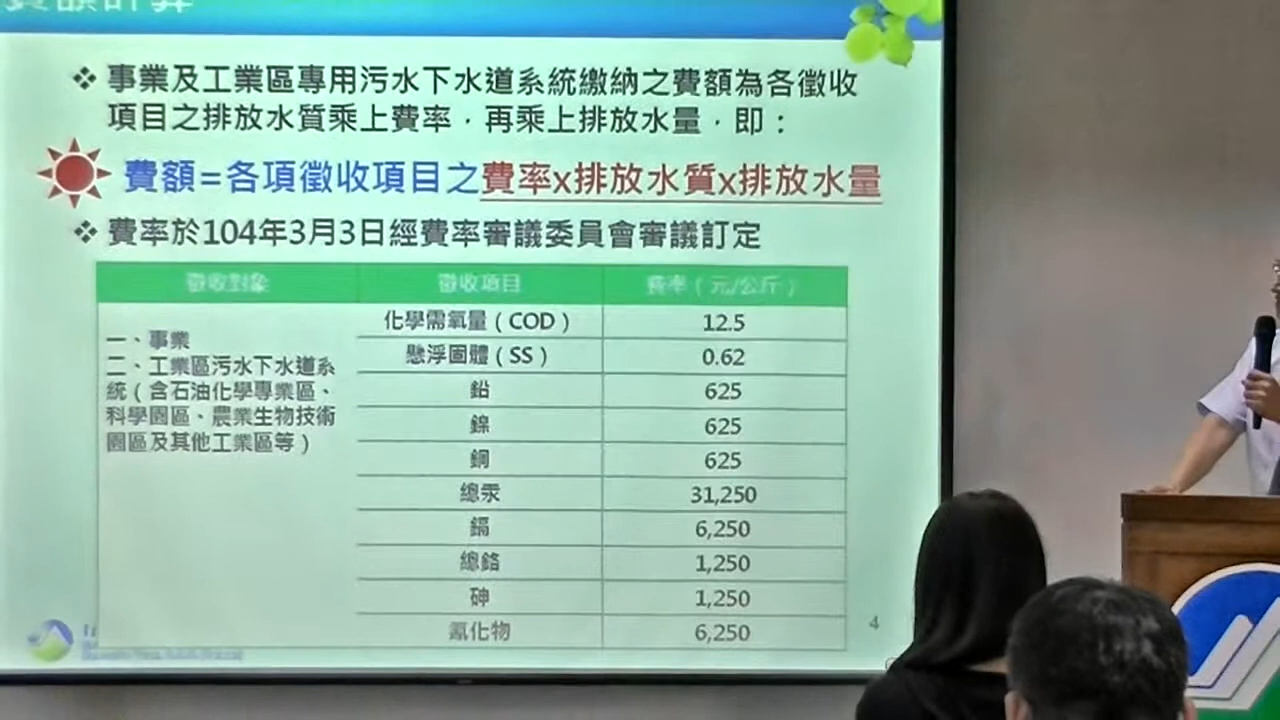 費額計算
❖ 事業及工業區專用污水下水道系統繳納之費額為各徵收
項目之排放水質乘上費率，再乘上排放水量，即：
費額=各項徵收項目之費率x排放水質x排放水量
❖ 費率於104年3月3日經費率審議委員會審議訂定
徵收對象 徵收項目 費率（元/公斤）
一、事業
二、工業區污水下水道系
統（含石油化學專業區、
科學園區、農業生物技術
園區及其他工業區等）
化學需氧量（COD） 12.5
懸浮固體（SS） 0.62
鉛 625
鎳 625
銅 625
總汞 31,250
鎘 6,250
總鉻 1,250
砷 1,250
氰化物 6,250
4